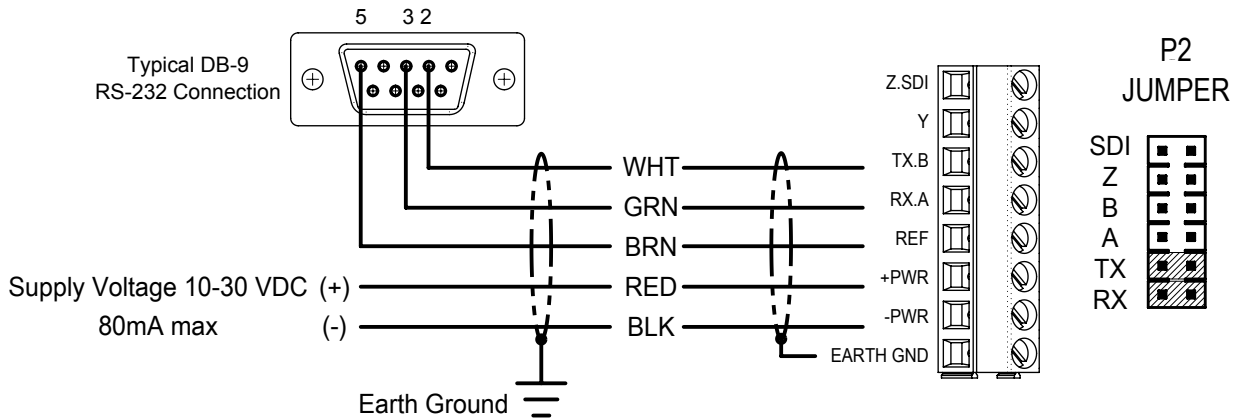 5 3 2
Typical DB-9
RS-232 Connection
WHT
GRN
BRN
RED
BLK
Supply Voltage 10-30 VDC (+)
80mA max (-)
Earth Ground
Z.SDI
Y
TX.B
RX.A
REF
+PWR
-PWR
EARTH GND
P2
JUMPER
SDI
Z
B
A
TX
RX